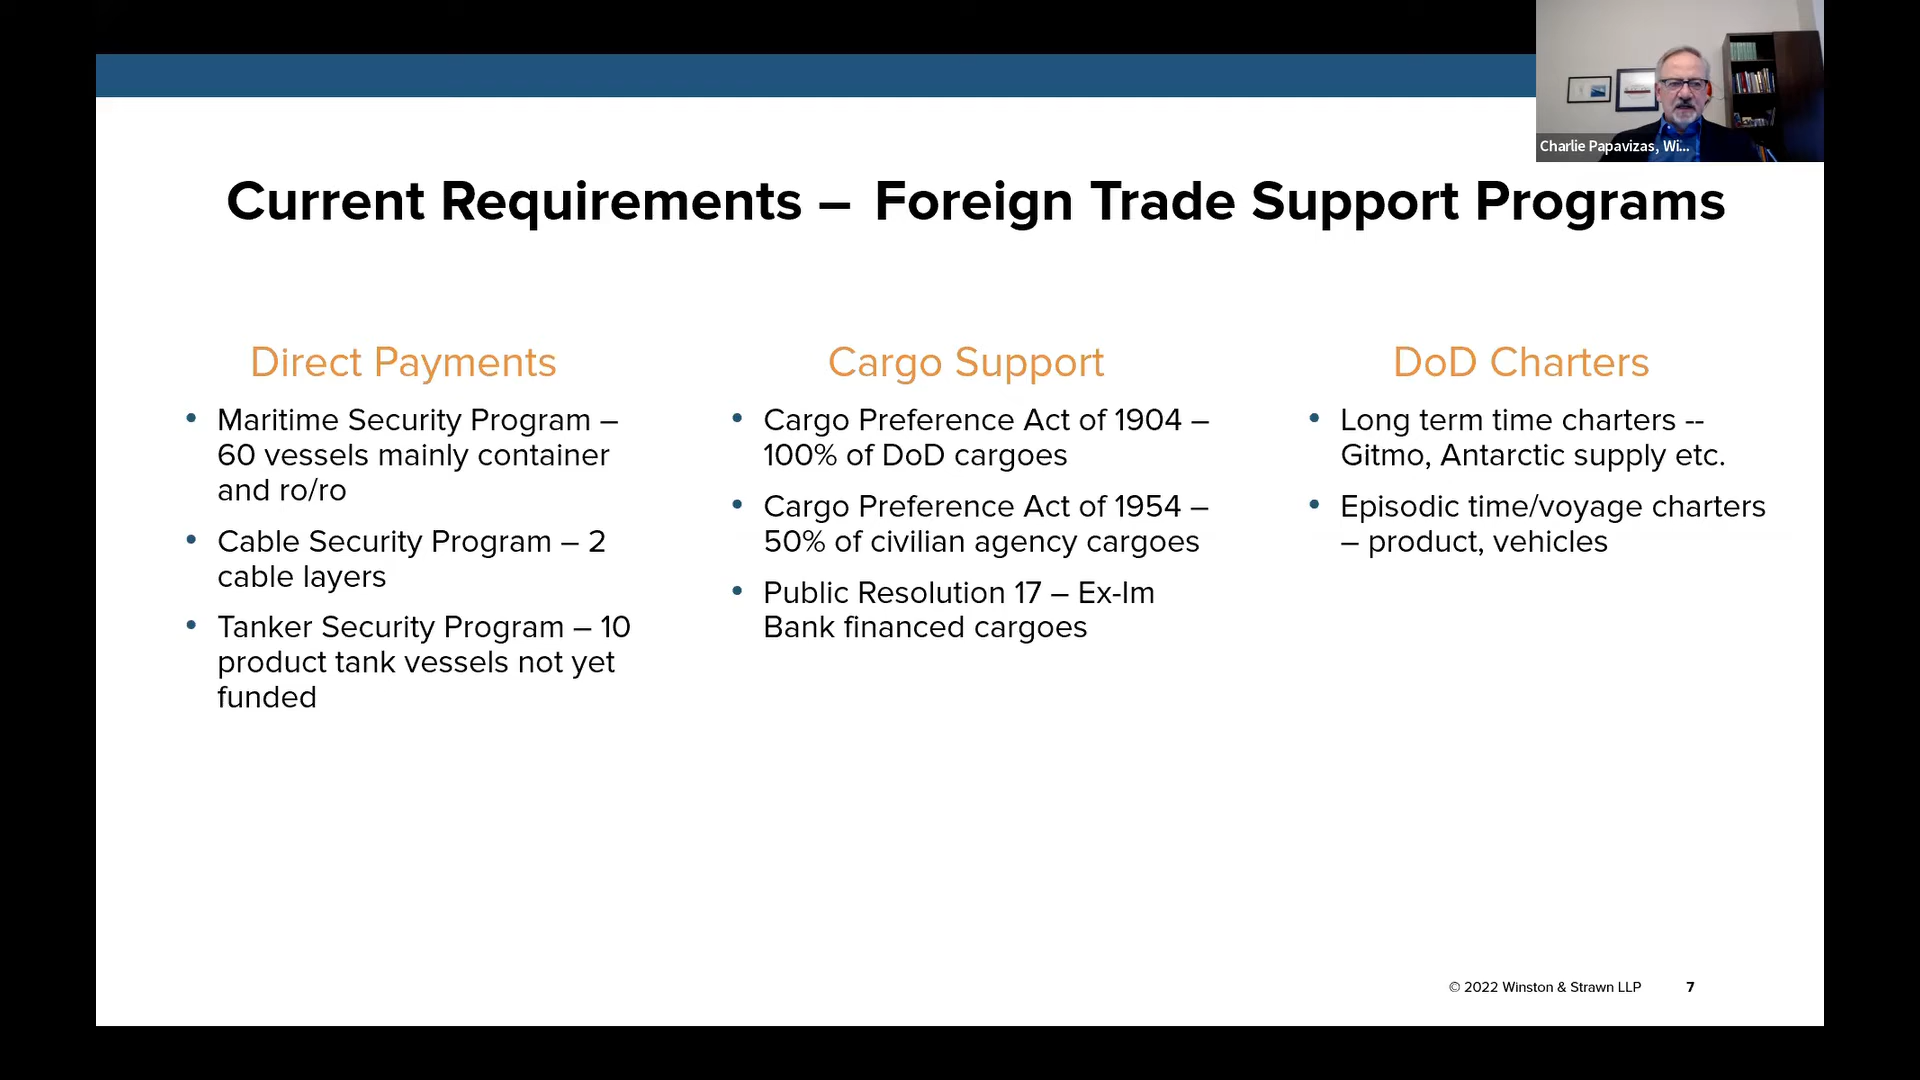 Charlie Papavizas, Wi...
Current Requirements – Foreign Trade Support Programs
Direct Payments
• Maritime Security Program –
60 vessels mainly container
and ro/ro
• Cable Security Program – 2
cable layers
• Tanker Security Program – 10
product tank vessels not yet
funded
Cargo Support
• Cargo Preference Act of 1904 –
100% of DoD cargoes
• Cargo Preference Act of 1954 –
50% of civilian agency cargoes
• Public Resolution 17 – Ex-Im
Bank financed cargoes
DoD Charters
• Long term time charters --
Gitmo, Antarctic supply etc.
• Episodic time/voyage charters
– product, vehicles
© 2022 Winston & Strawn LLP 7